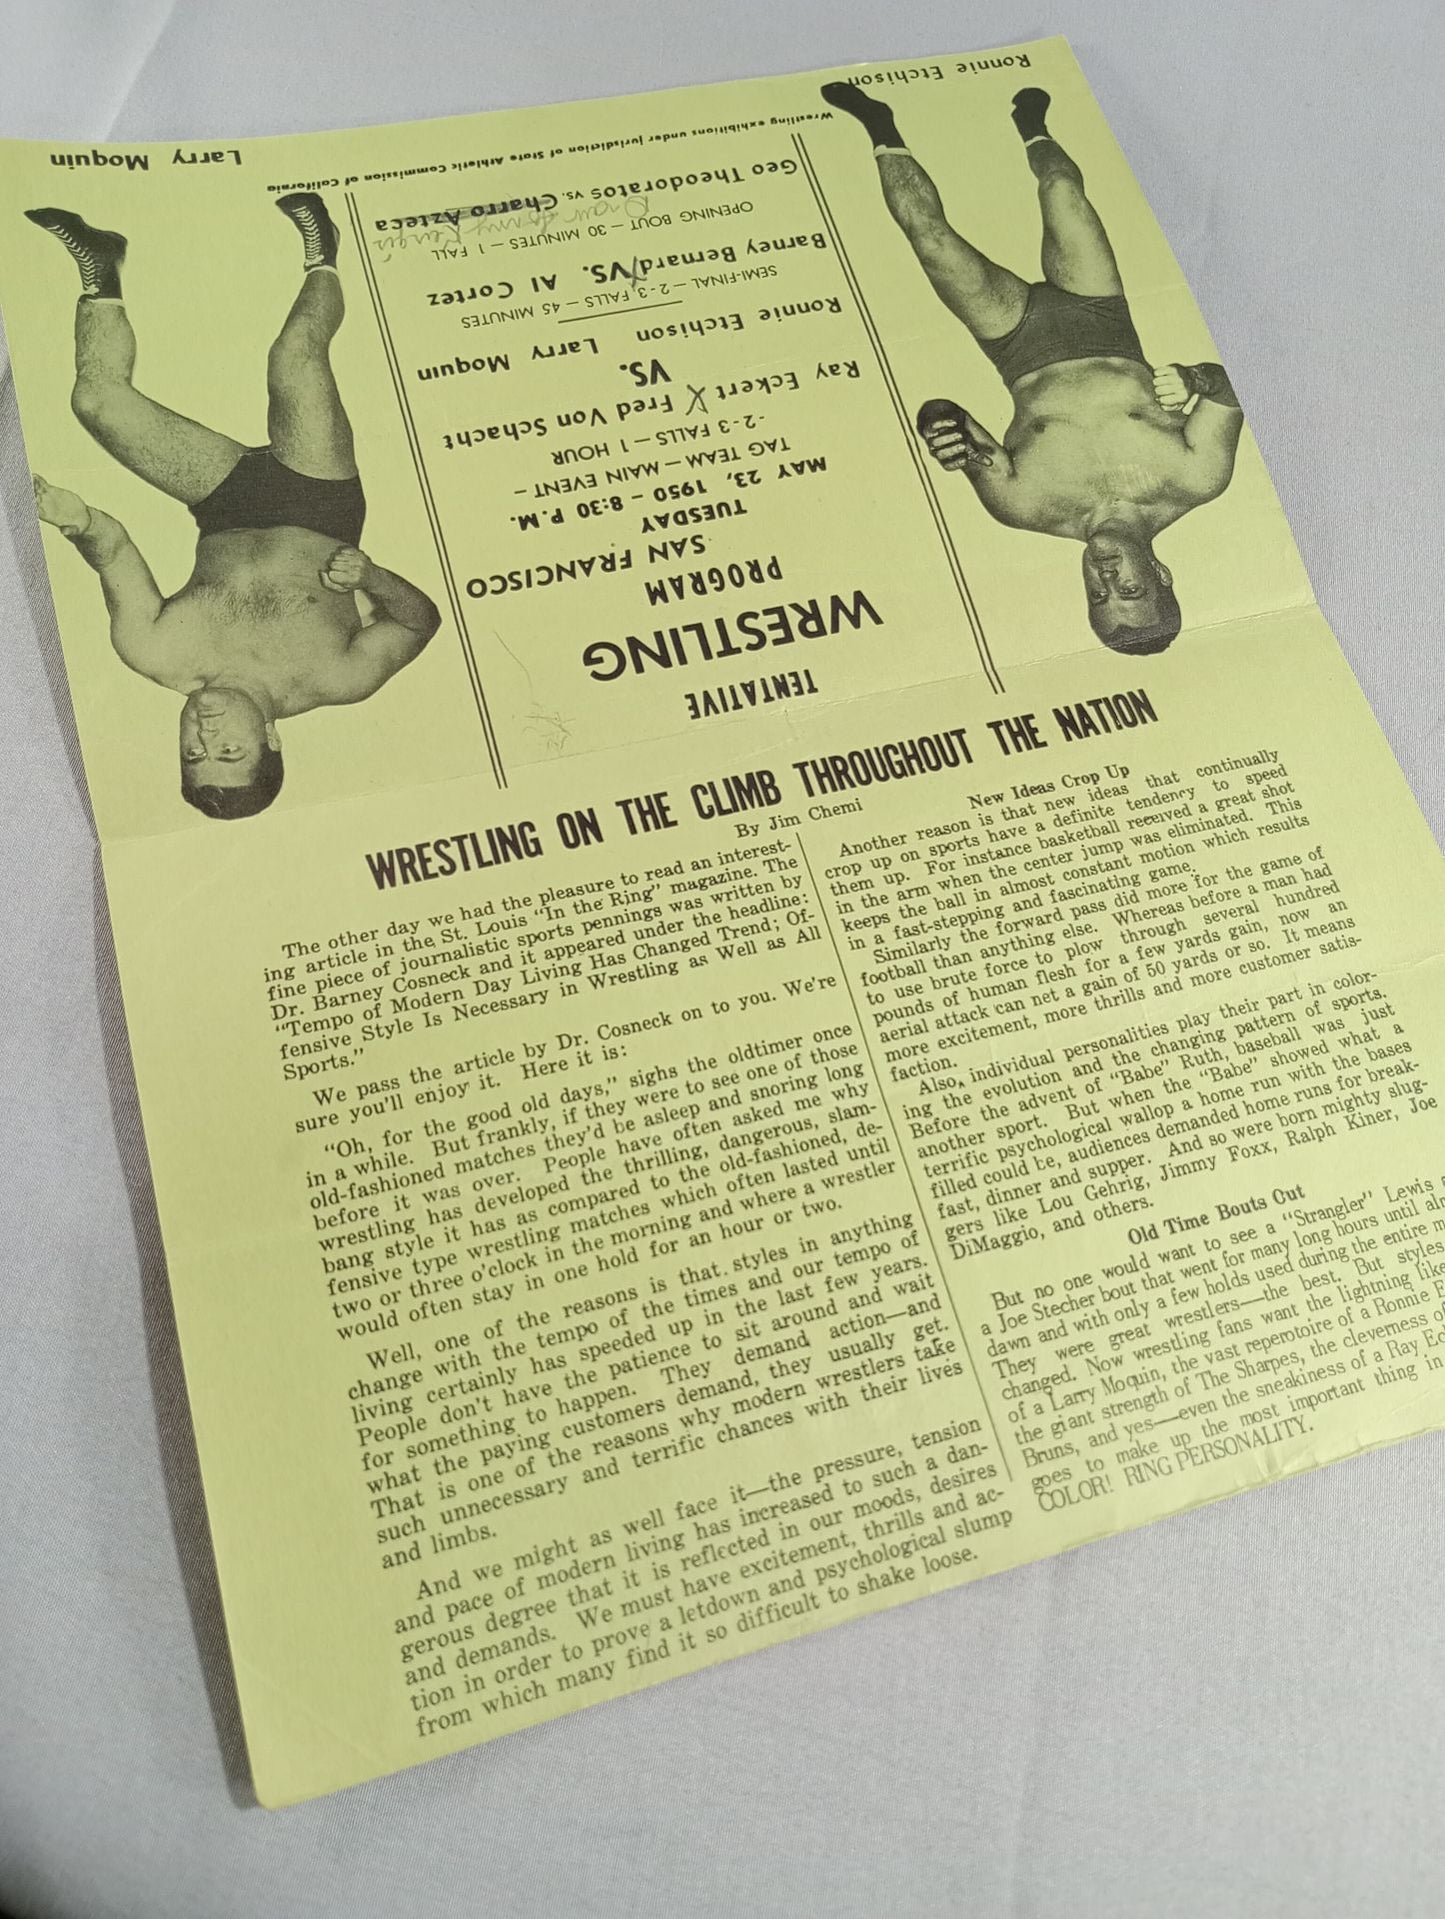 TENTATIVE
WRESTLING
PROGRAM
SAN FRANCISCO
TUESDAY
MAY 23, 1950 - 8:30 P.M.
TAG TEAM — MAIN EVENT -
-2-3 FALLS — 1 HOUR
Ray Eckert X Fred Von Schacht
VS.
Ronnie Etchison Larry Moquin
SEMI-FINAL — 2-3 FALLS — 45 MINUTES
Barney Bernard VS. Al Cortez
OPENING BOUT — 30 MINUTES — 1 FALL
Draw
Geo Theodoratos vs. Charro Azteca
Wrestling exhibitions under jurisdiction of State Athletic Commission of California
Ronnie Etchison
Larry Moquin
WRESTLING ON THE CLIMB THROUGHOUT THE NATION
By Jim Chemi
The other day we had the pleasure to read an interest-
ing article in the St. Louis "In the Ring" magazine. The
fine piece of journalistic sports pennings was written by
Dr. Barney Cosneck and it appeared under the headline:
"Tempo of Modern Day Living Has Changed Trend; Of-
fensive Style Is Necessary in Wrestling as Well as All
Sports."
We pass the article by Dr. Cosneck on to you. We're
sure you'll enjoy it. Here it is:
"Oh, for the good old days," sighs the oldtimer once
in a while. But frankly, if they were to see one of those
old-fashioned matches they'd be asleep and snoring long
before it was over. People have often asked me why
wrestling has developed the thrilling, dangerous, slam-
bang style it has as compared to the old-fashioned, de-
fensive type wrestling matches which often lasted until
two or three o'clock in the morning and where a wrestler
would often stay in one hold for an hour or two.
Well, one of the reasons is that styles in anything
change with the tempo of the times and our tempo of
living certainly has speeded up in the last few years.
People don't have the patience to sit around and wait
for something to happen. They demand action—and
what the paying customers demand, they usually get.
That is one of the reasons why modern wrestlers take
such unnecessary and terrific chances with their lives
and limbs.
And we might as well face it—the pressure, tension
and pace of modern living has increased to such a dan-
gerous degree that it is reflected in our moods, desires
and demands. We must have excitement, thrills and ac-
tion in order to prove a letdown and psychological slump
from which many find it so difficult to shake loose.
New Ideas Crop Up
Another reason is that new ideas that continually
crop up on sports have a definite tendency to speed
them up. For instance basketball received a great shot
in the arm when the center jump was eliminated. This
keeps the ball in almost constant motion which results
in a fast-stepping and fascinating game.
Similarly the forward pass did more for the game of
football than anything else. Whereas before a man had
to use brute force to plow through several hundred
pounds of human flesh for a few yards gain, now an
aerial attack can net a gain of 50 yards or so. It means
more excitement, more thrills and more customer satis-
faction.
Also, individual personalities play their part in color-
ing the evolution and the changing pattern of sports.
Before the advent of "Babe" Ruth, baseball was just
another sport. But when the "Babe" showed what a
terrific psychological wallop a home run with the bases
filled could be, audiences demanded home runs for break-
fast, dinner and supper. And so were born mighty slug-
gers like Lou Gehrig, Jimmy Foxx, Ralph Kiner, Joe
DiMaggio, and others.
Old Time Bouts Out
But no one would want to see a "Strangler" Lewis
a Joe Stecher bout that went for many long hours until
dawn and with only a few holds used during the entire
They were great wrestlers—the best. But styles
changed. Now wrestling fans want the lightning like
of a Larry Moquin, the vast reperotoire of a Ronnie
the giant strength of The Sharpes, the cleverness of
Bruns, and yes—even the sneakiness of a Ray
goes to make up the most important thing in
COLOR! RING PERSONALITY.